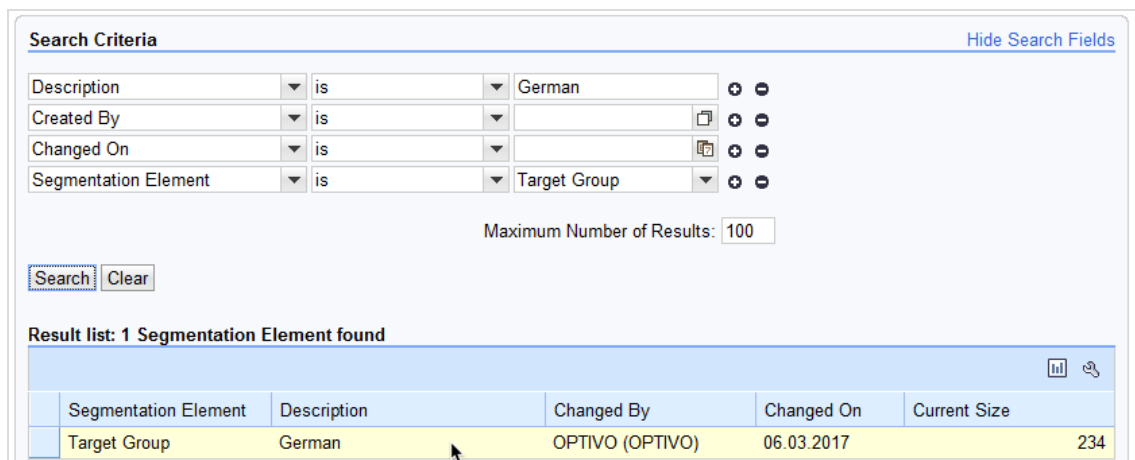 Search Criteria Hide Search Fields
Description is German
Created By is
Changed On is
Segmentation Element is Target Group
Maximum Number of Results: 100
Search Clear
Result list: 1 Segmentation Element found
Segmentation Element Description Changed By Changed On Current Size
Target Group German OPTIVO (OPTIVO) 06.03.2017 234